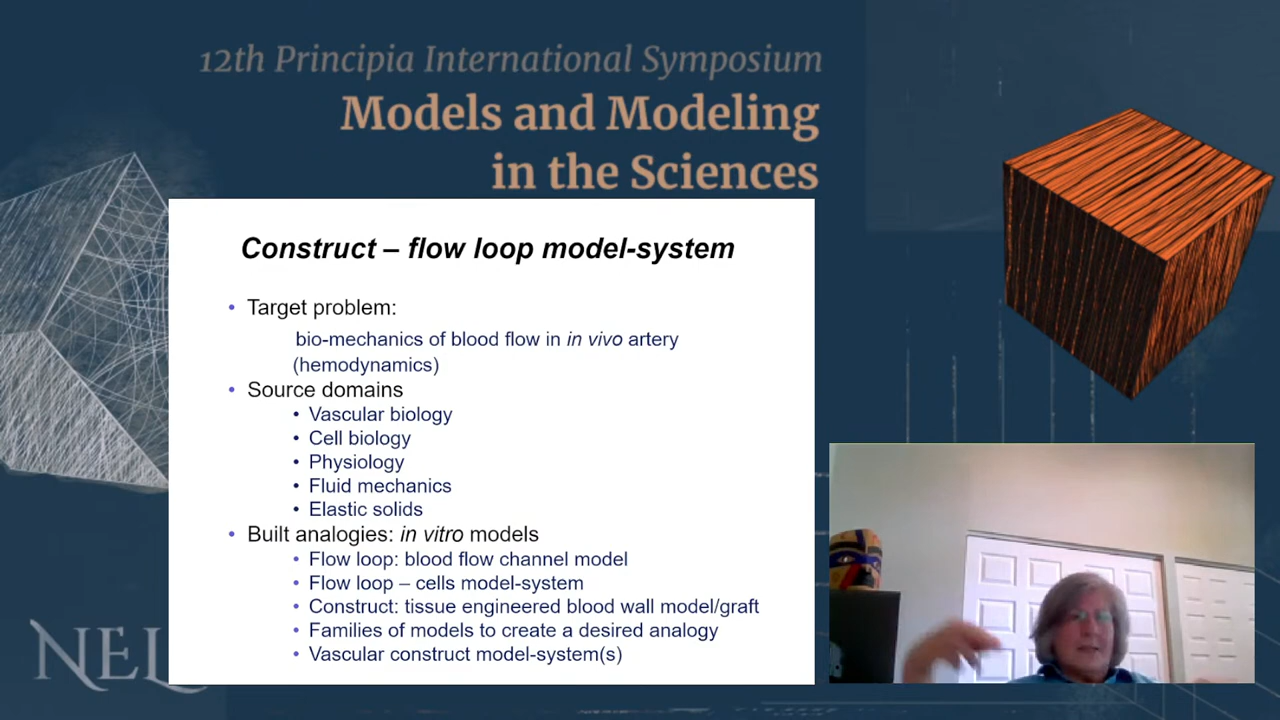 12th Principia International Symposium
Models and Modeling
in the Sciences
Construct – flow loop model-system
• Target problem:
bio-mechanics of blood flow in in vivo artery
(hemodynamics)
• Source domains
• Vascular biology
• Cell biology
• Physiology
• Fluid mechanics
• Elastic solids
• Built analogies: in vitro models
• Flow loop: blood flow channel model
• Flow loop – cells model-system
• Construct: tissue engineered blood wall model/graft
• Families of models to create a desired analogy
• Vascular construct model-system(s)
NEL